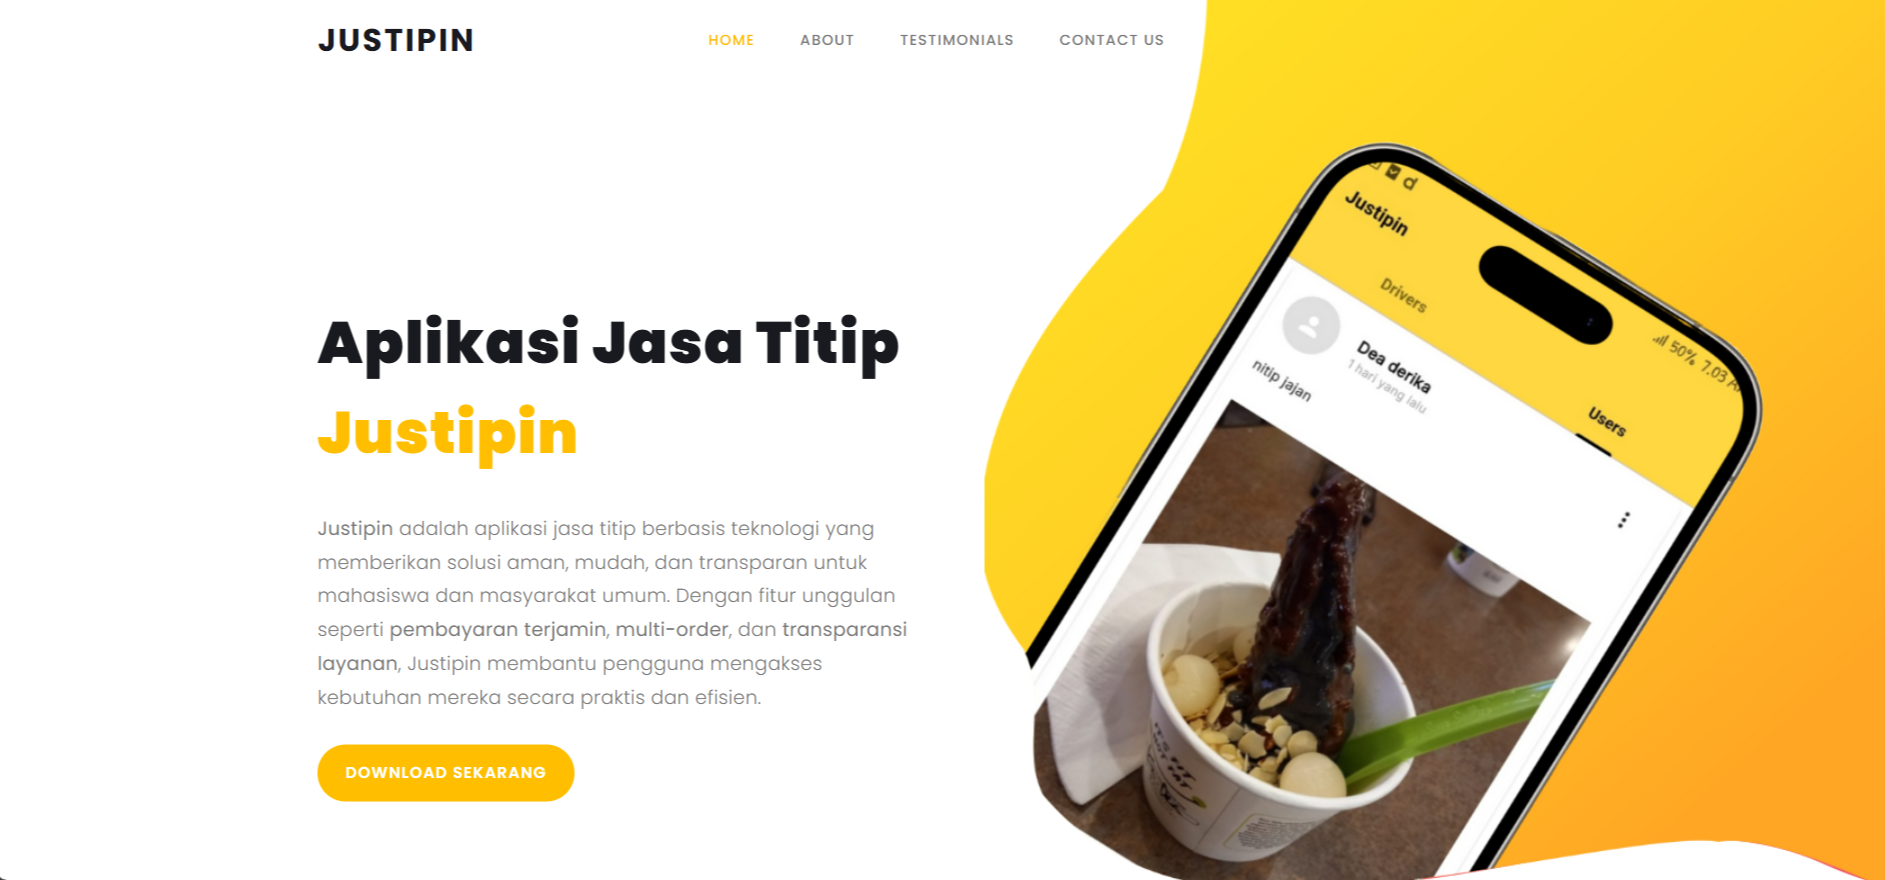 JUSTIPIN
HOME ABOUT TESTIMONIALS CONTACT US
Aplikasi Jasa Titip
Justipin
Justipin adalah aplikasi jasa titip berbasis teknologi yang
memberikan solusi aman, mudah, dan transparan untuk
mahasiswa dan masyarakat umum. Dengan fitur unggulan
seperti pembayaran terjamin, multi-order, dan transparansi
layanan, Justipin membantu pengguna mengakses
kebutuhan mereka secara praktis dan efisien.
DOWNLOAD SEKARANG
50% 7.03
Justipin
Drivers
Users
Dea derika
1 hari yang lalu
nitip jajan